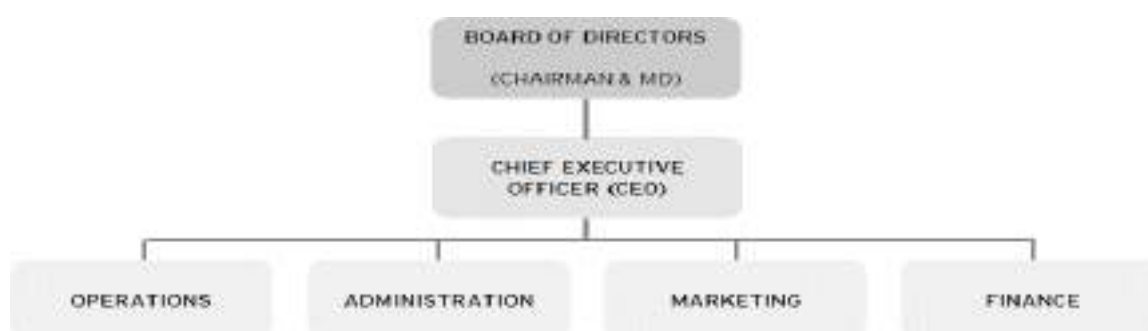 BOARD OF DIRECTORS
(CHAIRMAN & MD)
CHIEF EXECUTIVE
OFFICER (CEO)
OPERATIONS
ADMINISTRATION
MARKETING
FINANCE